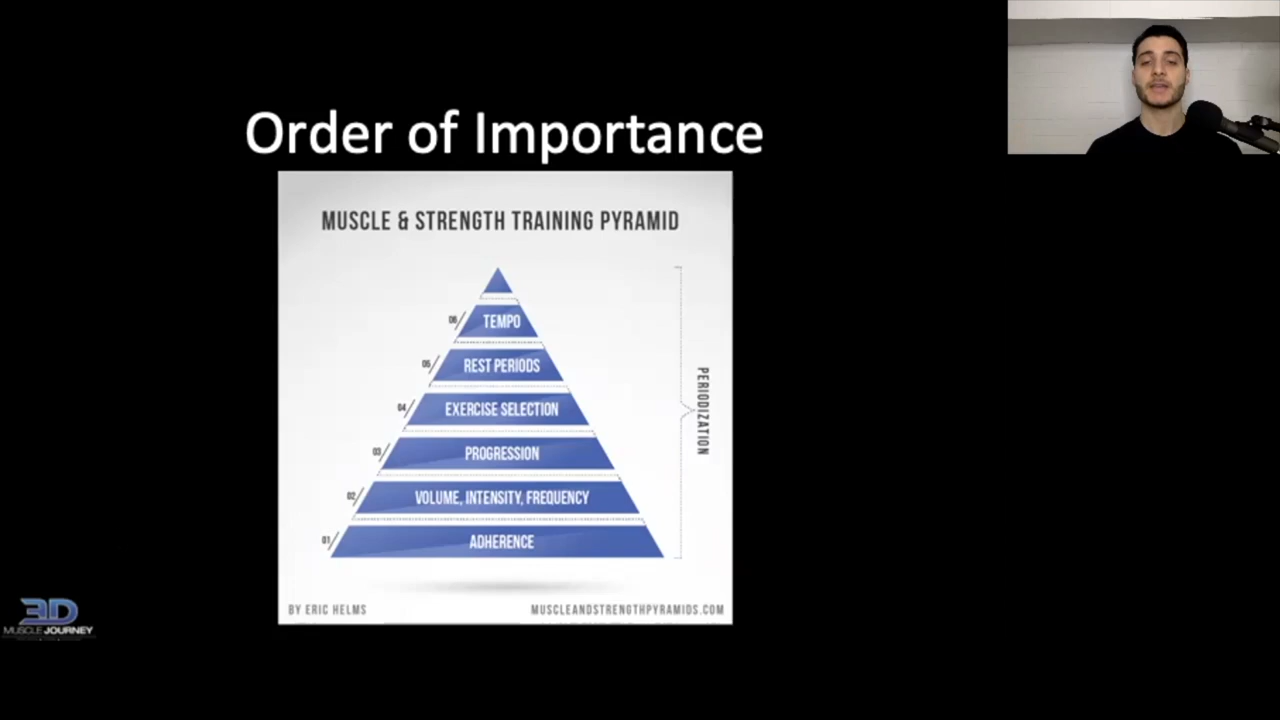 Order of Importance
MUSCLE & STRENGTH TRAINING PYRAMID
06 TEMPO
05 REST PERIODS
04 EXERCISE SELECTION
03 PROGRESSION
02 VOLUME, INTENSITY, FREQUENCY
01 ADHERENCE
PERIODIZATION
BY ERIC HELMS
MUSCLEANDSTRENGTHPYRAMIDS.COM
3D
MUSCLE JOURNEY